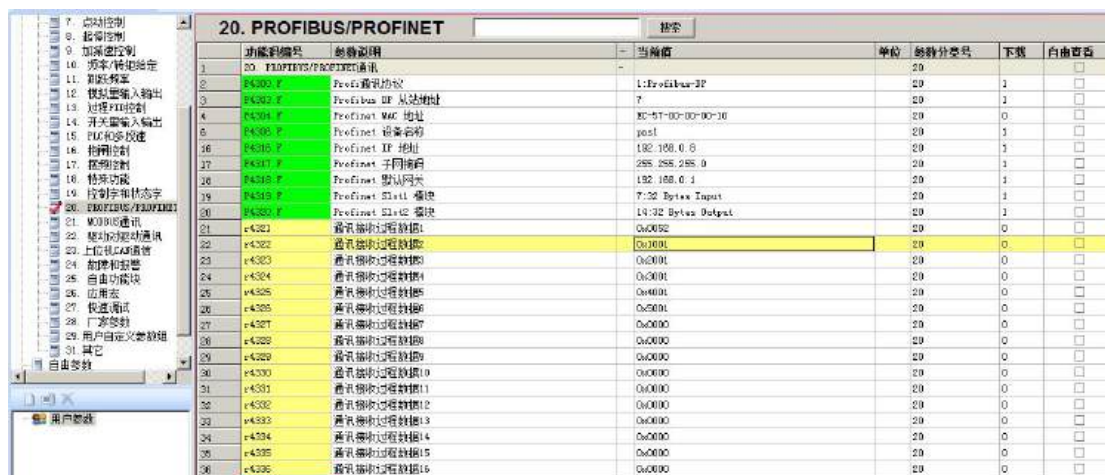 7. 点动控制
8. 起停控制
9. 加减速控制
10. 频率/转矩给定
11. 跳跃频率
12. 模拟量输入输出
13. 过程PID控制
14. 开关量输入输出
15. PLC和多段速
16. 抱闸控制
17. 摆频控制
18. 特殊功能
19. 控制字和状态字
20. PROFIBUS/PROFINET
21. MODBUS通讯
22. 驱动对驱动通讯
23. 上位机CAN通信
24. 故障和报警
25. 自由功能块
26. 应用宏
27. 快速调试
28. 厂家参数
29. 用户自定义参数组
31. 其它
自由参数
用户参数
20. PROFIBUS/PROFINET 搜索
功能码编号 参数说明 - 当前值 单位 参数分类号 下载 自由查看
1 20. PROFIBUS/PROFINET通讯 - 20
2 P4300.F Profi通讯协议 1:Profibus-DP 20 1
3 P4303.F Profibus DP 从站地址 7 20 1
4 P4304.F Profinet MAC 地址 EC-57-00-00-00-10 20 0
Profinet 设备名称 20 1
16 P4316.F Profinet IP 地址 192.168.0.8 20 1
17 P4317.F Profinet 子网掩码 255.255.255.0 20 1
18 P4318.F Profinet 默认网关 192.168.0.1 20 1
19 P4319.F Profinet Slot1 模块 7:32 Bytes Input 20 1
20 P4320.F Profinet Slot2 模块 14:32 Bytes Output 20 1
21 r4321 通讯接收过程数据1 0x0052 20 0
22 r4322 通讯接收过程数据2 0x1001 20 0
23 r4323 通讯接收过程数据3 0x2001 20 0
24 r4324 通讯接收过程数据4 0x3001 20 0
25 r4325 通讯接收过程数据5 0x4001 20 0
26 r4326 通讯接收过程数据6 0x5001 20 0
27 r4327 通讯接收过程数据7 0x0000 20 0
28 r4328 通讯接收过程数据8 0x0000 20 0
29 r4329 通讯接收过程数据9 0x0000 20 0
30 r4330 通讯接收过程数据10 0x0000 20 0
31 r4331 通讯接收过程数据11 0x0000 20 0
32 r4332 通讯接收过程数据12 0x0000 20 0
33 r4333 通讯接收过程数据13 0x0000 20 0
34 r4334 通讯接收过程数据14 0x0000 20 0
35 r4335 通讯接收过程数据15 0x0000 20 0
36 r4336 通讯接收过程数据16 0x0000 20 0